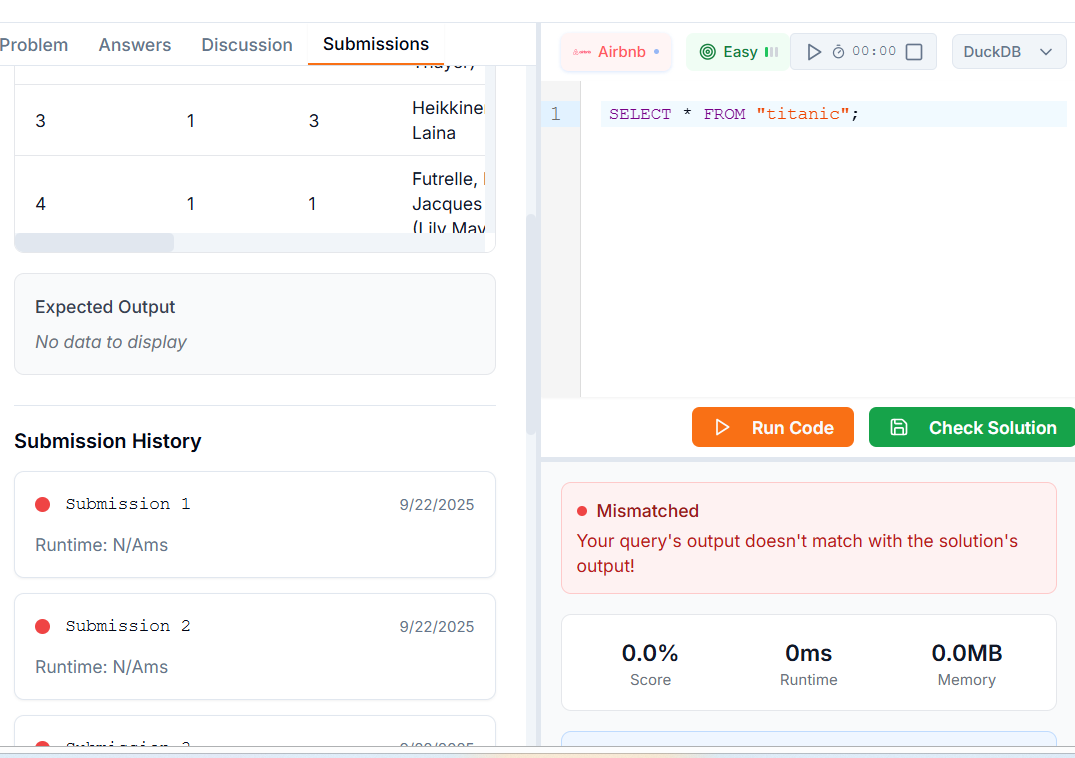 Problem
Answers
Discussion
Submissions
3
1
3
Heikkine
Laina
4
1
1
Futrelle,
Jacques
(Lily May
Expected Output
No data to display
Submission History
Submission 1
9/22/2025
Runtime: N/Ams
Submission 2
9/22/2025
Runtime: N/Ams
Airbnb
Easy
00:00
DuckDB
1
SELECT * FROM "titanic";
Run Code
Check Solution
Mismatched
Your query's output doesn't match with the solution's
output!
0.0%
0ms
0.0MB
Score
Runtime
Memory